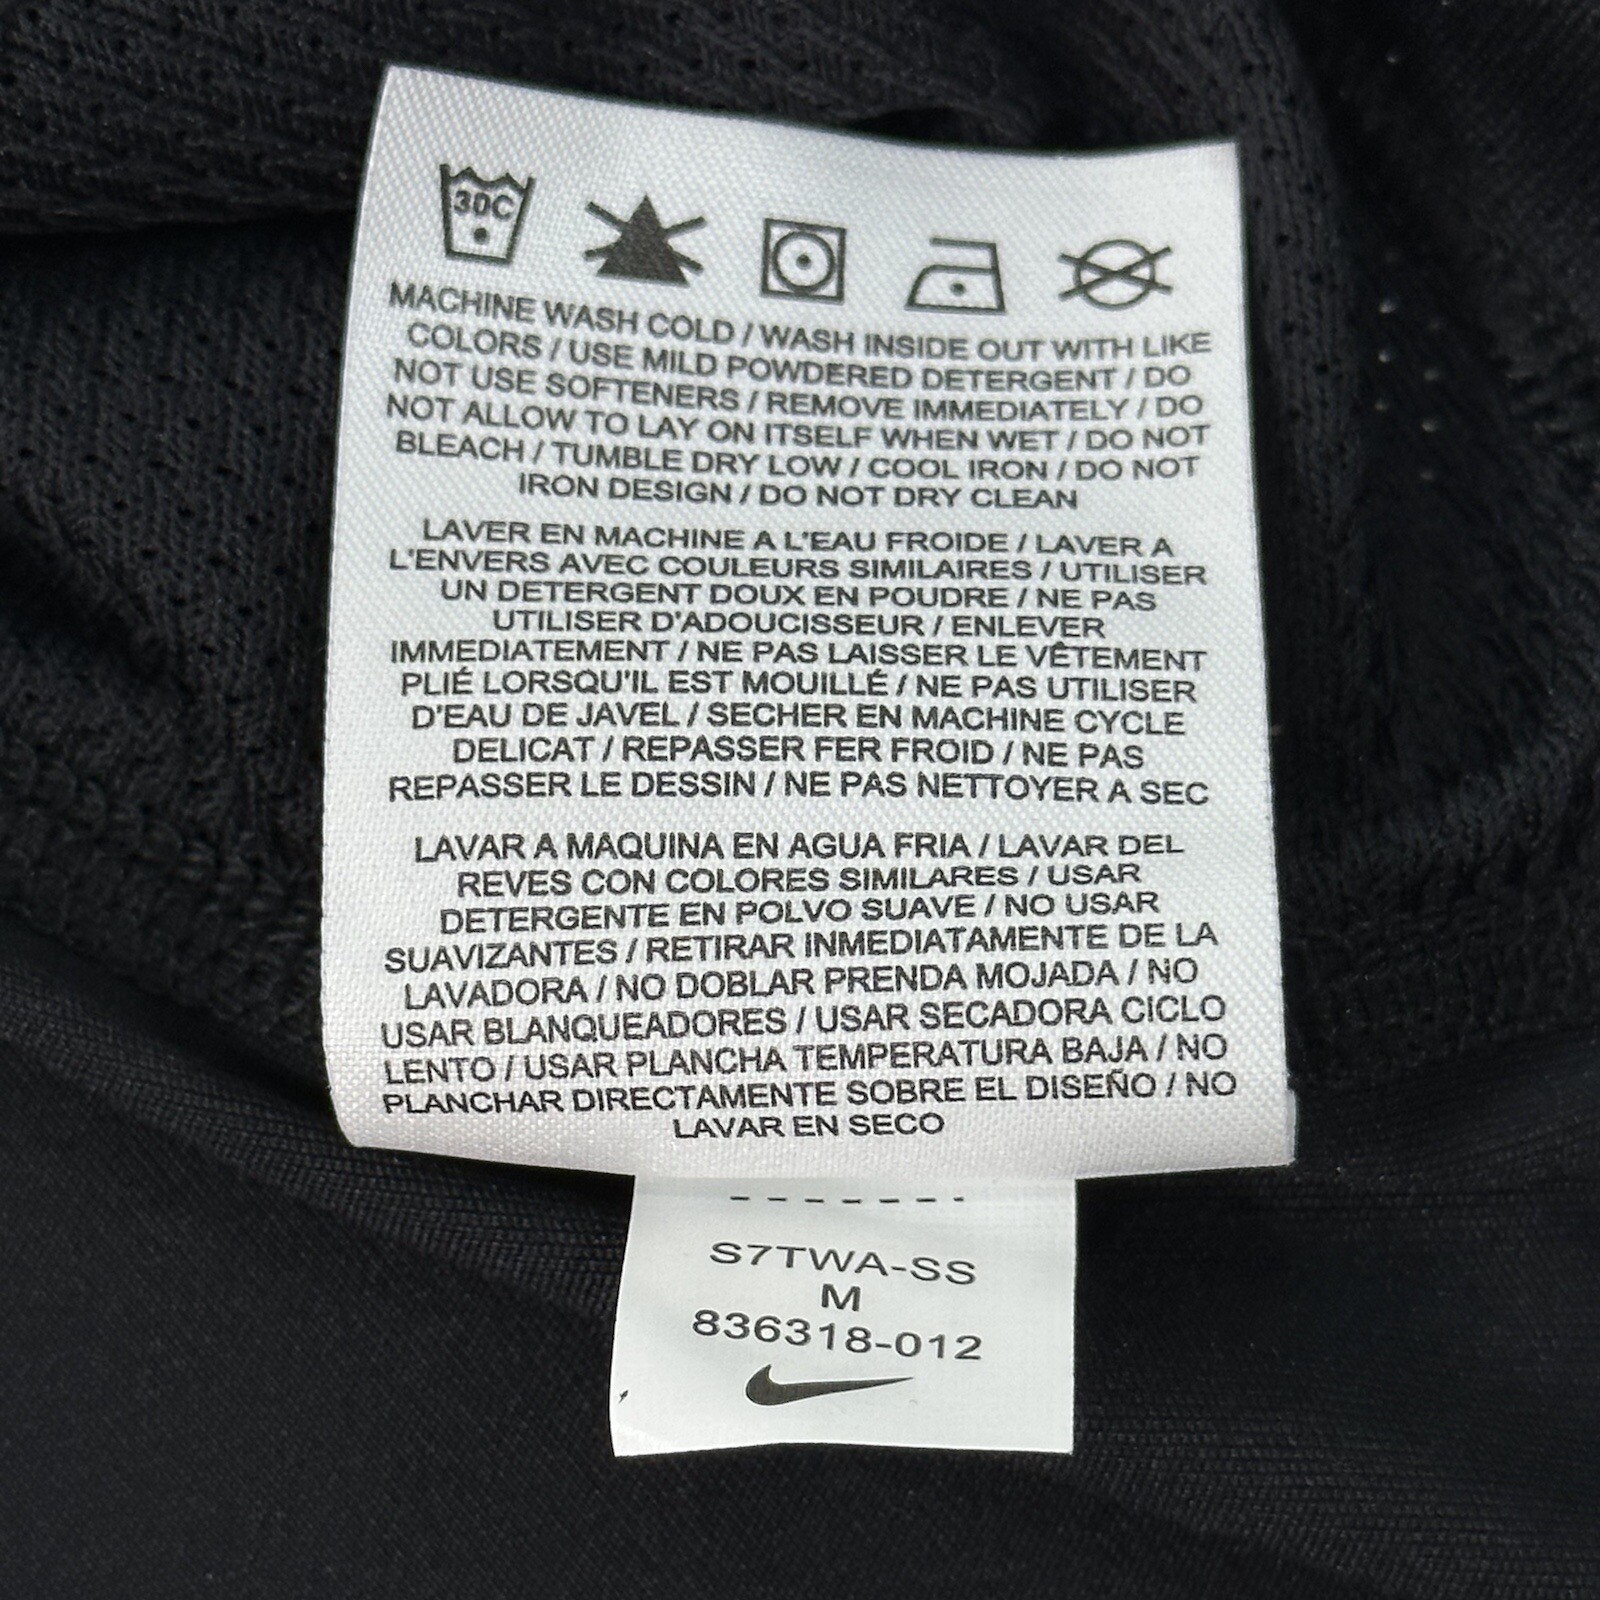 30C
MACHINE WASH COLD / WASH INSIDE OUT WITH LIKE
COLORS / USE MILD POWDERED DETERGENT / DO
NOT USE SOFTENERS / REMOVE IMMEDIATELY / DO
NOT ALLOW TO LAY ON ITSELF WHEN WET / DO NOT
BLEACH / TUMBLE DRY LOW / COOL IRON / DO NOT
IRON DESIGN / DO NOT DRY CLEAN
LAVER EN MACHINE A L'EAU FROIDE / LAVER A
L'ENVERS AVEC COULEURS SIMILAIRES / UTILISER
UN DETERGENT DOUX EN POUDRE / NE PAS
UTILISER D'ADOUCISSEUR / ENLEVER
IMMEDIATEMENT / NE PAS LAISSER LE VÊTEMENT
PLIÉ LORSQU'IL EST MOUILLÉ / NE PAS UTILISER
D'EAU DE JAVEL / SECHER EN MACHINE CYCLE
DELICAT / REPASSER FER FROID / NE PAS
REPASSER LE DESSIN / NE PAS NETTOYER A SEC
LAVAR A MAQUINA EN AGUA FRIA / LAVAR DEL
REVES CON COLORES SIMILARES / USAR
DETERGENTE EN POLVO SUAVE / NO USAR
SUAVIZANTES / RETIRAR INMEDIATAMENTE DE LA
LAVADORA / NO DOBLAR PRENDA MOJADA / NO
USAR BLANQUEADORES / USAR SECADORA CICLO
LENTO / USAR PLANCHA TEMPERATURA BAJA / NO
PLANCHAR DIRECTAMENTE SOBRE EL DISEÑO / NO
LAVAR EN SECO
S7TWA-SS
M
836318-012